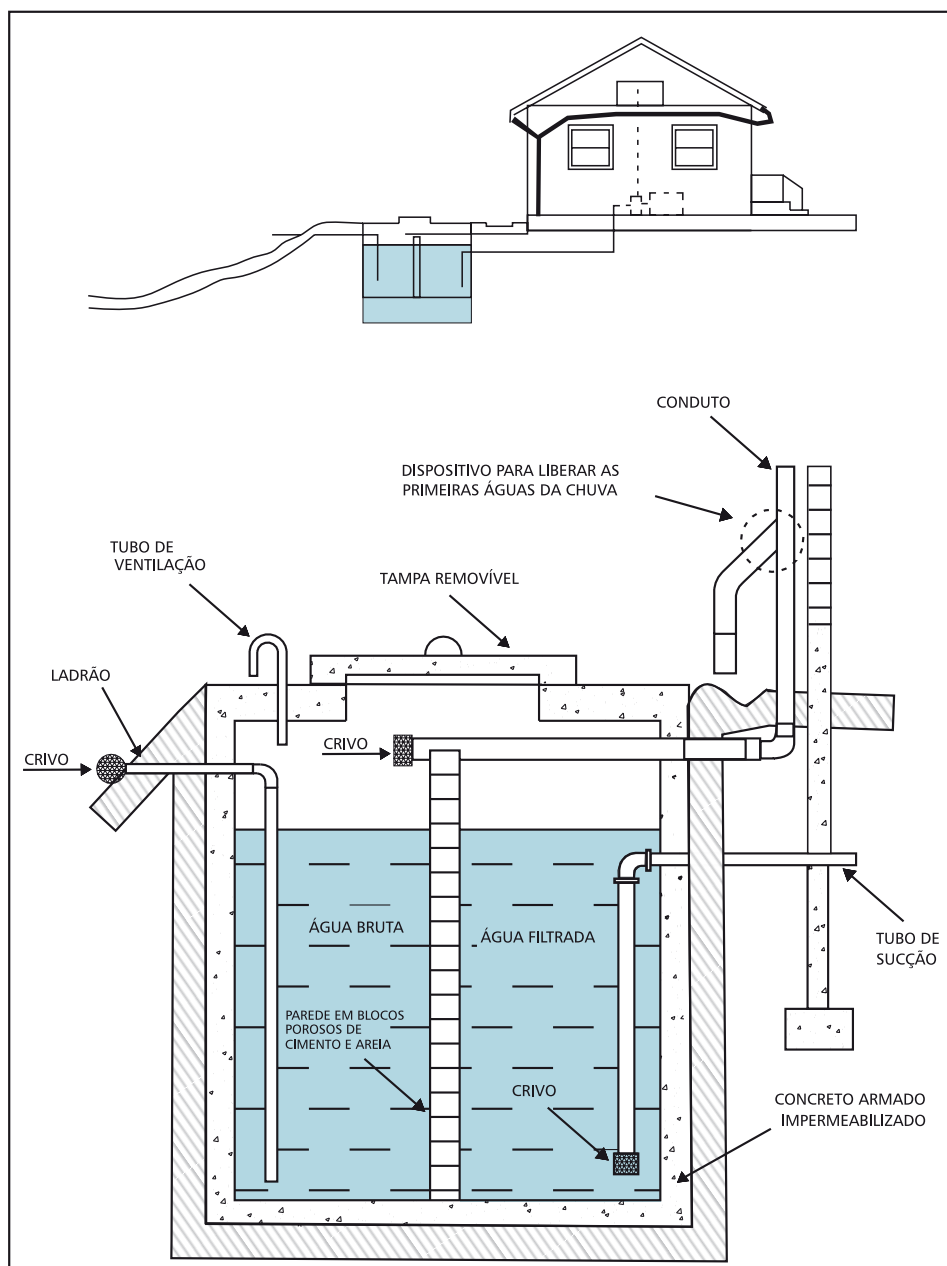 CONDUTO
DISPOSITIVO PARA LIBERAR AS
PRIMEIRAS ÁGUAS DA CHUVA
TUBO DE
VENTILAÇÃO
TAMPA REMOVÍVEL
LADRÃO
CRIVO
CRIVO
ÁGUA BRUTA
ÁGUA FILTRADA
TUBO DE
SUCÇÃO
PAREDE EM BLOCOS
POROSOS DE
CIMENTO E AREIA
CRIVO
CONCRETO ARMADO
IMPERMEABILIZADO